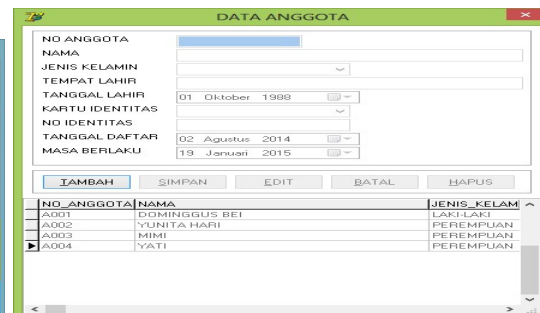 DATA ANGGOTA
NO ANGGOTA
NAMA
JENIS KELAMIN
TEMPAT LAHIR
TANGGAL LAHIR 01 Oktober 1988
KARTU IDENTITAS
NO IDENTITAS
TANGGAL DAFTAR 02 Agustus 2014
MASA BERLAKU 19 Januari 2015
TAMBAH SIMPAN EDIT BATAL HAPUS
NO_ANGGOTA NAMA JENIS_KELAM
A001 DOMINGGUS BEI LAKI-LAKI
A002 YUNITA HARI PEREMPUAN
A003 MIMI PEREMPUAN
A004 YATI PEREMPUAN